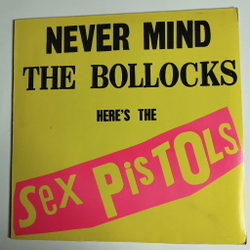 NEVER MIND
THE BOLLOCKS
HERE'S THE
Sex PiSTOLs